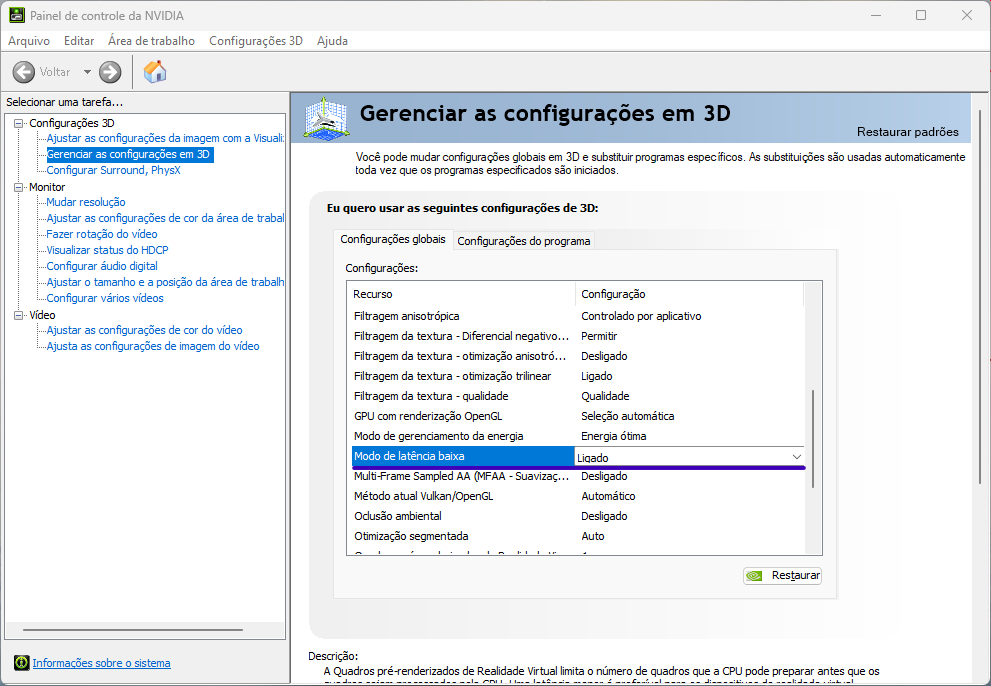 Painel de controle da NVIDIA
Arquivo Editar Área de trabalho Configurações 3D Ajuda
Voltar
Selecionar uma tarefa...
Configurações 3D
Ajustar as configurações da imagem com a Visuali
Gerenciar as configurações em 3D
Configurar Surround, PhysX
Monitor
Mudar resolução
Ajustar as configurações de cor da área de trabal
Fazer rotação do vídeo
Visualizar status do HDCP
Configurar áudio digital
Ajustar o tamanho e a posição da área de trabalh
Configurar vários vídeos
Vídeo
Ajustar as configurações de cor do vídeo
Ajusta as configurações de imagem do vídeo
Informações sobre o sistema
Gerenciar as configurações em 3D
Restaurar padrões
Você pode mudar configurações globais em 3D e substituir programas específicos. As substituições são usadas automaticamente
toda vez que os programas especificados são iniciados.
Eu quero usar as seguintes configurações de 3D:
Configurações globais Configurações do programa
Configurações:
Recurso Configuração
Filtragem anisotrópica Controlado por aplicativo
Filtragem da textura - Diferencial negativo... Permitir
Filtragem da textura - otimização anisotró... Desligado
Filtragem da textura - otimização trilinear Ligado
Filtragem da textura - qualidade Qualidade
GPU com renderização OpenGL Seleção automática
Modo de gerenciamento da energia Energia ótima
Modo de latência baixa Ligado
Multi-Frame Sampled AA (MFAA - Suavizaç... Desligado
Método atual Vulkan/OpenGL Automático
Oclusão ambiental Desligado
Otimização segmentada Auto
Restaurar
Descrição:
A Quadros pré-renderizados de Realidade Virtual limita o número de quadros que a CPU pode preparar antes que os